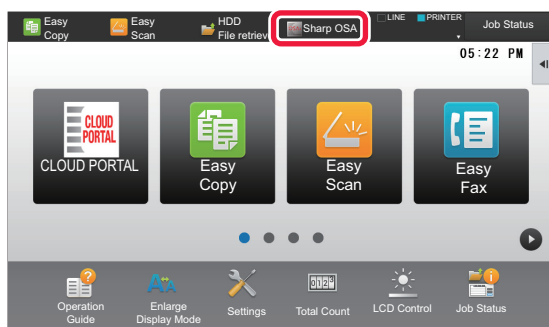 Easy
Copy
Easy
Scan
HDD
File retriev
Sharp OSA
LINE
PRINTER
Job Status
05:22 PM
CLOUD
PORTAL
CLOUD PORTAL
Easy
Copy
Easy
Scan
Easy
Fax
Operation
Guide
Enlarge
Display Mode
Settings
Total Count
LCD Control
Job Status